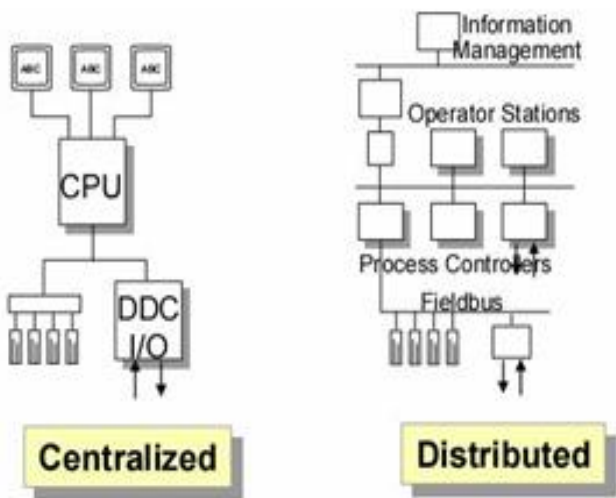 ABC ABC ABC
CPU
DDC
I/O
Centralized
Information
Management
Operator Stations
Process Controllers
Fieldbus
Distributed